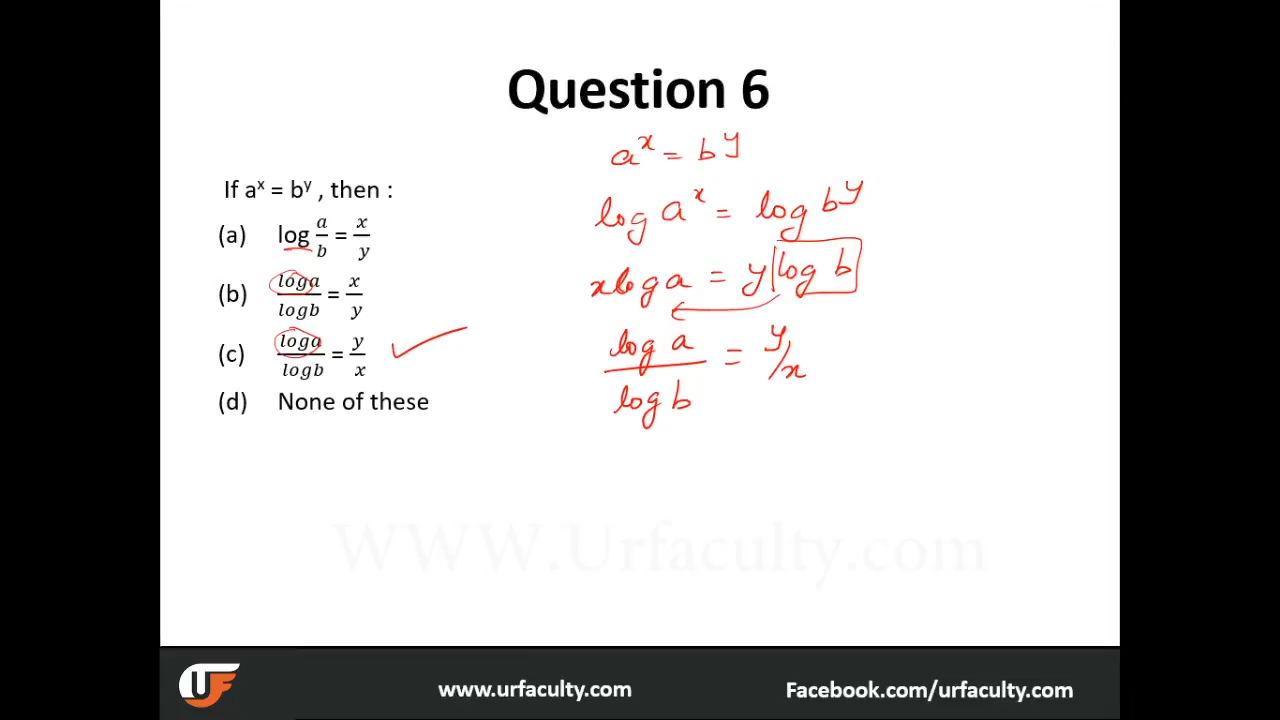 Question 6
If aˣ = bʸ , then :
(a) log a/b = x/y
(b) loga/logb = x/y
(c) loga/logb = y/x
(d) None of these
aˣ = bʸ
log aˣ = log bʸ
x log a = y log b
log a/log b = y/x
WWW.Urfaculty.com
UF
www.urfaculty.com
Facebook.com/urfaculty.com